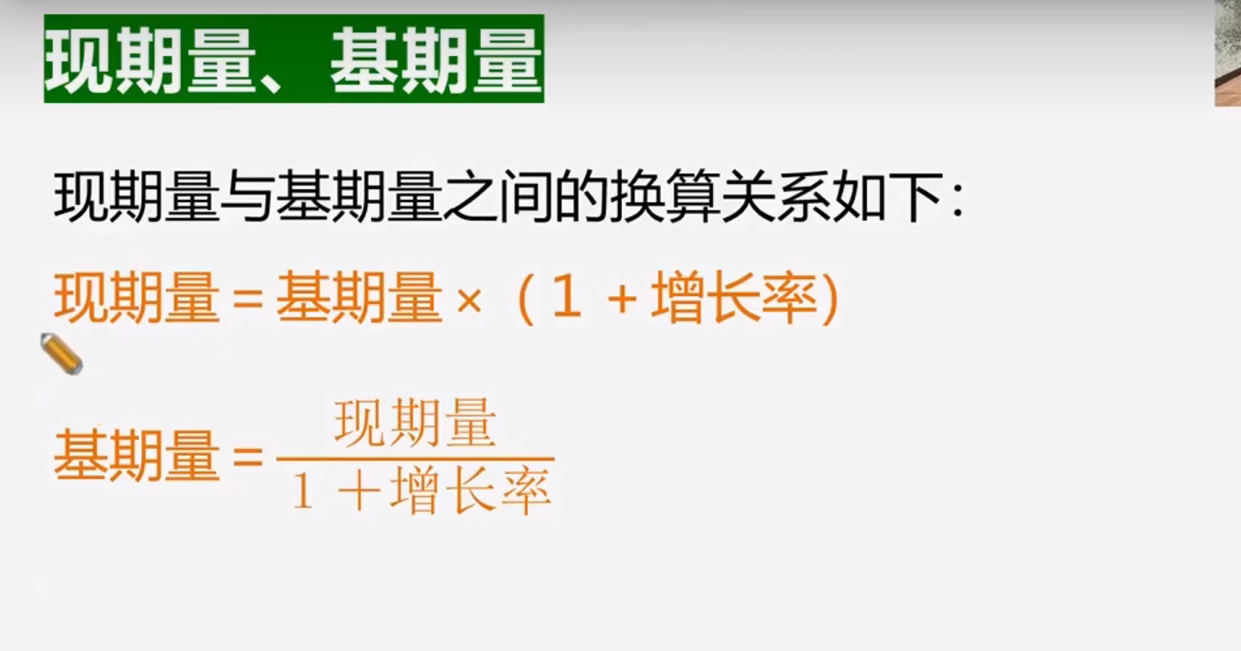 现期量、基期量
现期量与基期量之间的换算关系如下：
现期量=基期量×（1+增长率）
基期量=现期量
1+增长率